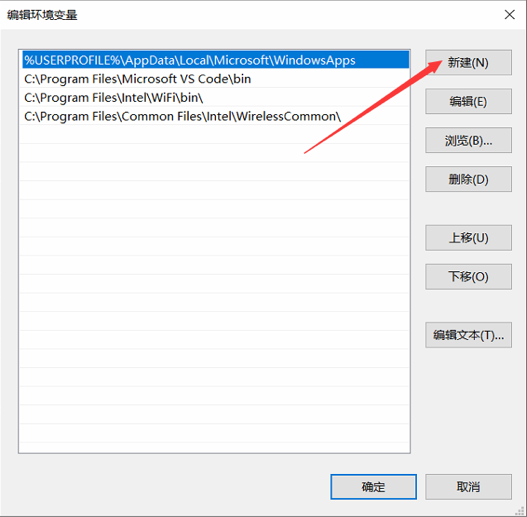 编辑环境变量
%USERPROFILE%\AppData\Local\Microsoft\WindowsApps
C:\Program Files\Microsoft VS Code\bin
C:\Program Files\Intel\WiFi\bin\
C:\Program Files\Common Files\Intel\WirelessCommon\
新建(N)
编辑(E)
浏览(B)...
删除(D)
上移(U)
下移(O)
编辑文本(T)...
确定
取消